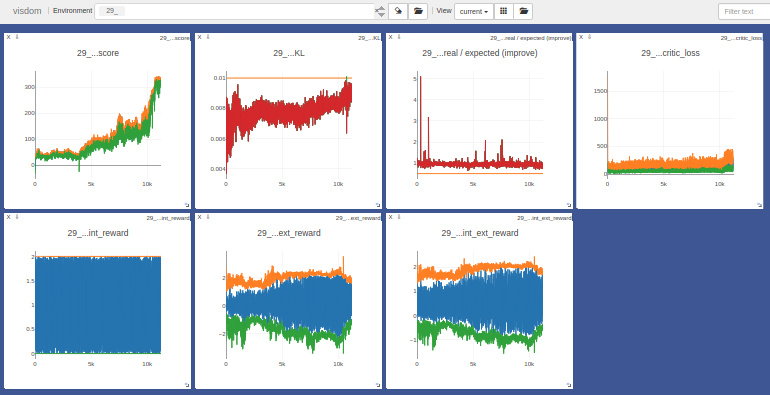 visdom
Environment
29_
×
View
current
Filter text
X ↓
29_...score
29_...score
300
200
100
0
0
5k
10k
X ↓
29_...KL
29_...KL
0.01
0.008
0.006
0.004
0
5k
10k
X ↓
29_...real / expected (improve)
29_...real / expected (improve)
5
4
3
2
1
0
5k
10k
X ↓
29_...critic_loss
29_...critic_loss
1500
1000
500
0
0
5k
10k
X ↓
29_...int_reward
29_...int_reward
2
1.5
1
0.5
0
0
5k
10k
X ↓
29_...ext_reward
29_...ext_reward
2
0
−2
0
5k
10k
X ↓
29_...int_ext_reward
29_...int_ext_reward
2
1
0
−1
0
5k
10k